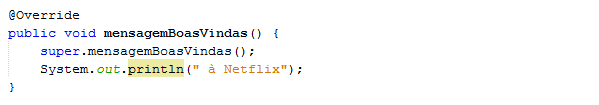 @Override
public void mensagemBoasVindas() {
    super.mensagemBoasVindas();
    System.out.println(" à Netflix");
}